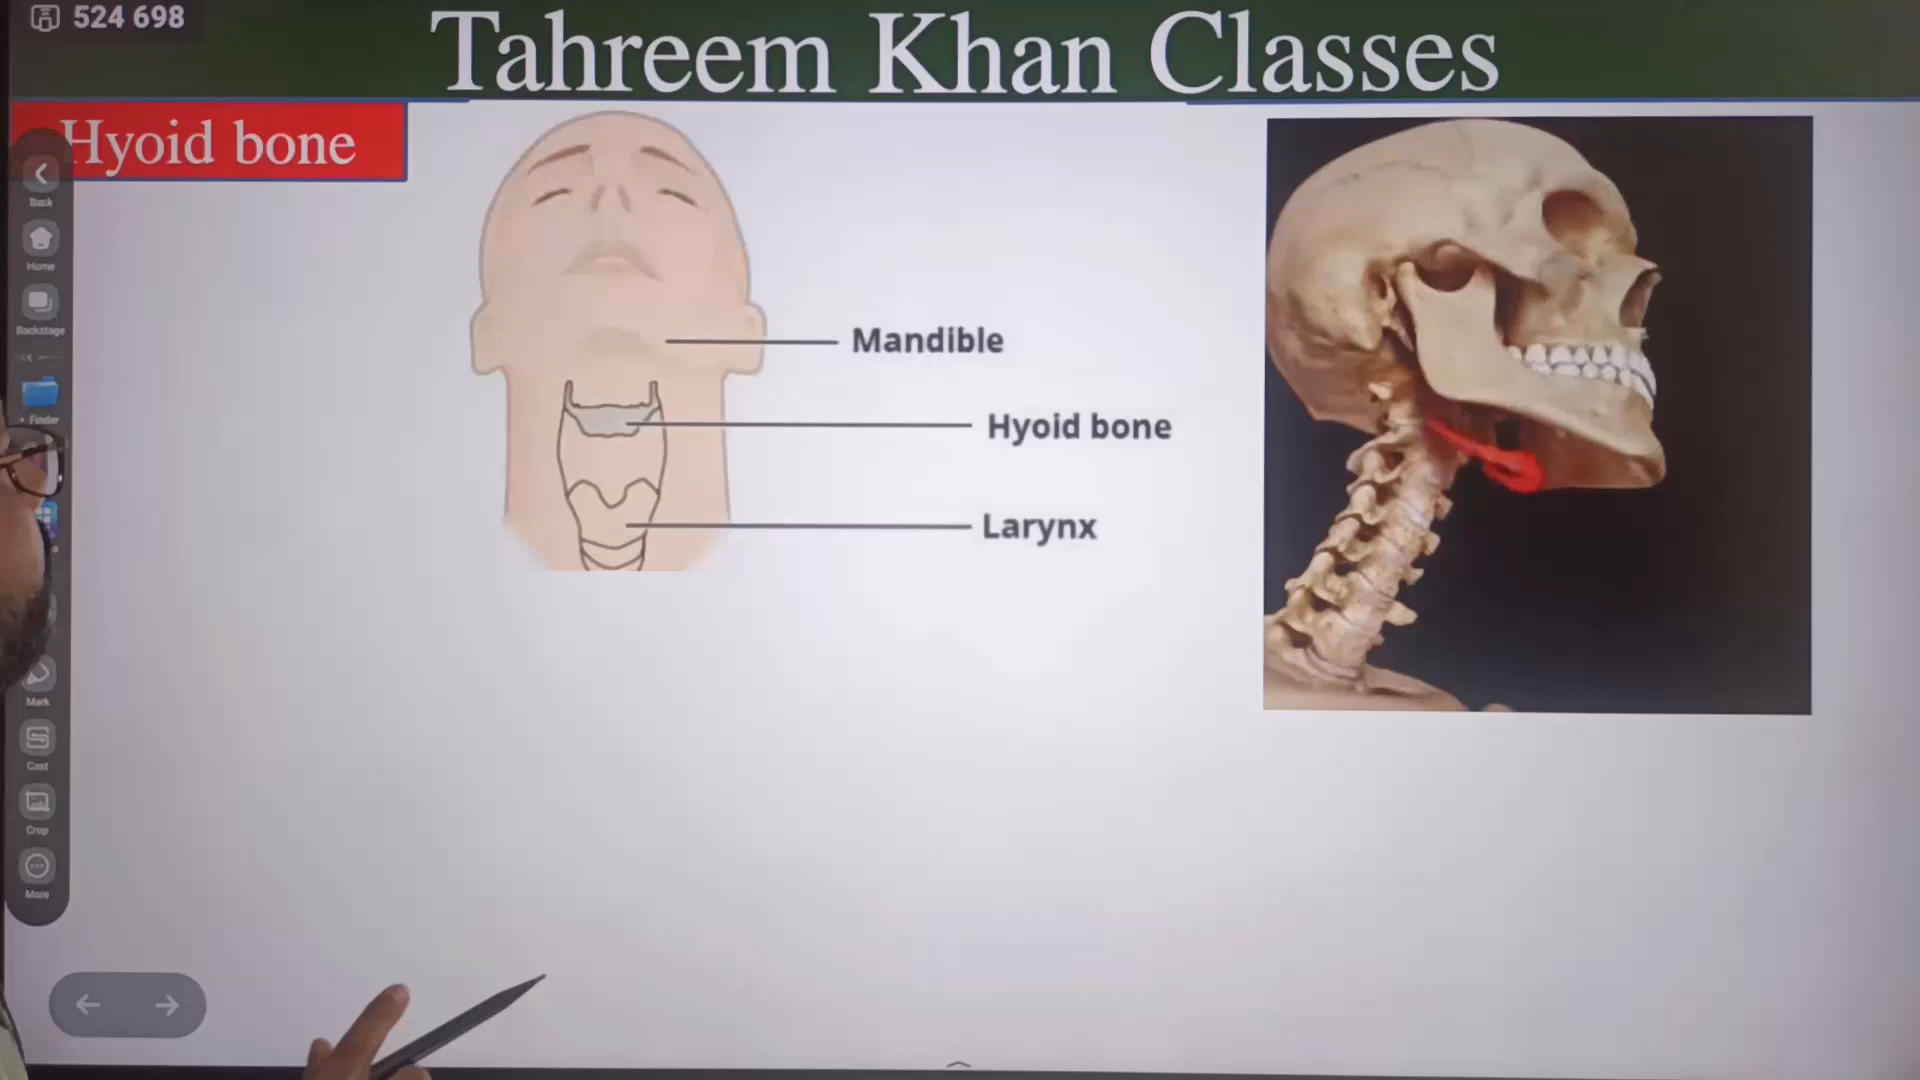 524 698
Tahreem Khan Classes
Hyoid bone
Back
Home
Backstage
Finder
Mark
Cast
Crop
More
Mandible
Hyoid bone
Larynx